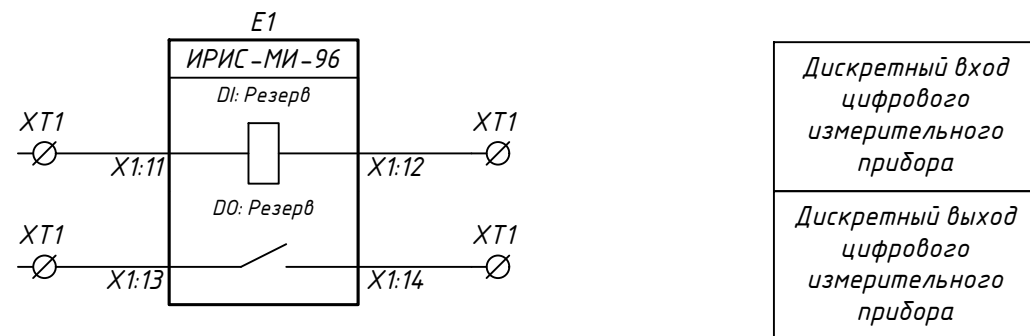 E1
ИРИС-МИ-96
DI: Резерв
XT1
XT1
X1:11
X1:12
DO: Резерв
XT1
XT1
X1:13
X1:14
Дискретный вход
цифрового
измерительного
прибора
Дискретный выход
цифрового
измерительного
прибора